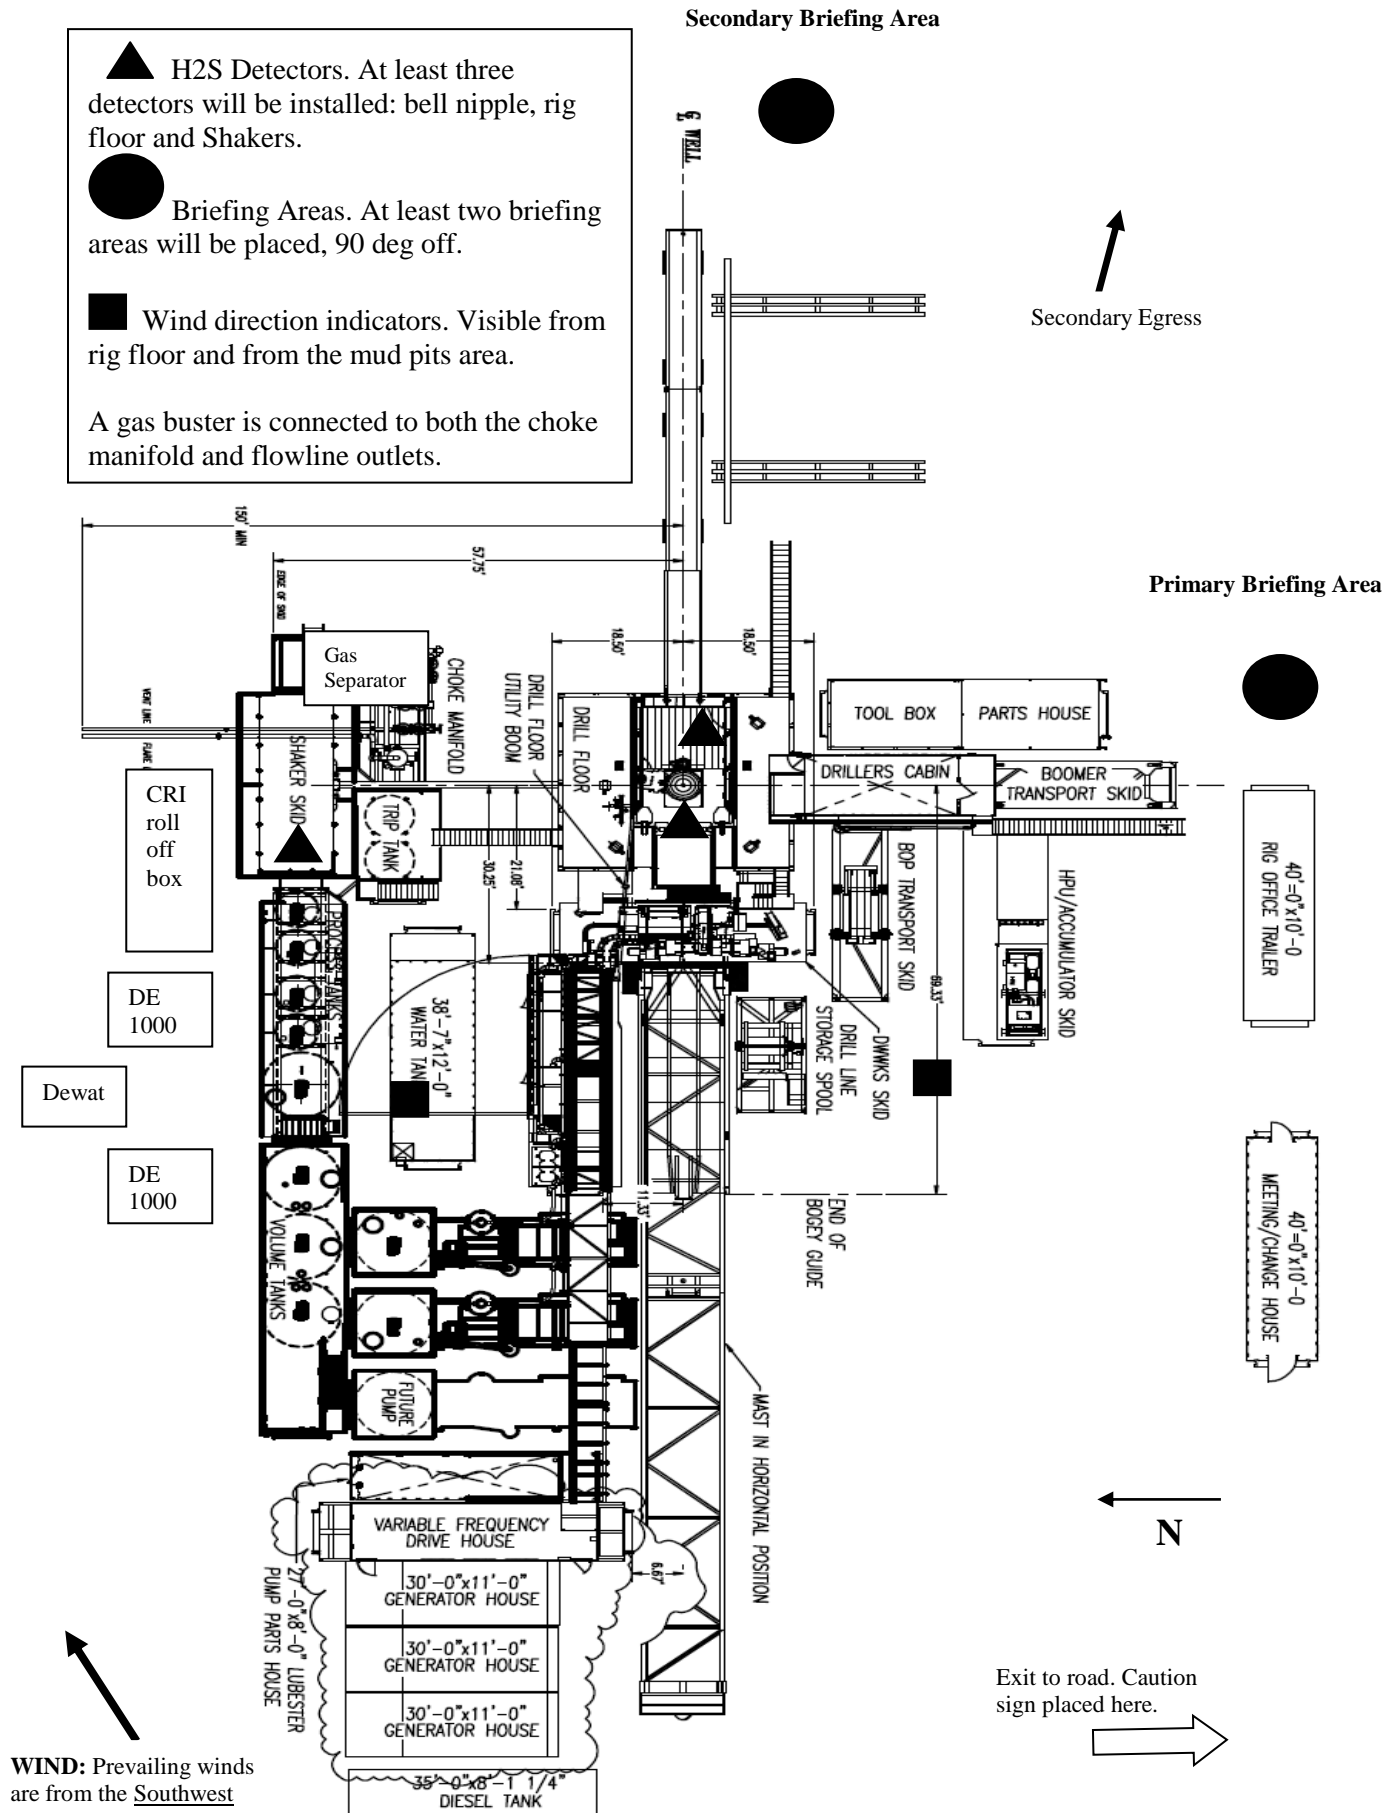 Secondary Briefing Area
H2S Detectors. At least three
detectors will be installed: bell nipple, rig
floor and Shakers.
Briefing Areas. At least two briefing
areas will be placed, 90 deg off.
Wind direction indicators. Visible from
rig floor and from the mud pits area.
A gas buster is connected to both the choke
manifold and flowline outlets.
℄ WELL
Secondary Egress
150' MIN
57.75'
EDGE OF SKID
Primary Briefing Area
18.50'
18.50'
Gas
Separator
CHOKE MANIFOLD
DRILL FLOOR
UTILITY BOOM
DRILL FLOOR
VENT LINE
FLARE
SHAKER SKID
TOOL BOX
PARTS HOUSE
DRILLERS CABIN
BOOMER
TRANSPORT SKID
CRI
roll
off
box
TRIP TANK
30.25'
21.08'
BOP TRANSPORT SKID
HPU/ACCUMULATOR SKID
40'=0"x10'-0
RIG OFFICE TRAILER
PROCESS TANKS
DE
1000
38'-7"x12'-0"
WATER TAN
69.33'
DWWKS SKID
DRILL LINE
STORAGE SPOOL
Dewat
DE
1000
11.33'
END OF
BOGEY GUIDE
VOLUME TANKS
40'=0"x10'-0
MEETING/CHANGE HOUSE
FUTURE
PUMP
MAST IN HORIZONTAL POSITION
N
VARIABLE FREQUENCY
DRIVE HOUSE
6.67'
27'-0"x8'-0" LUBESTER
PUMP PARTS HOUSE
30'-0"x11'-0"
GENERATOR HOUSE
30'-0"x11'-0"
GENERATOR HOUSE
30'-0"x11'-0"
GENERATOR HOUSE
Exit to road. Caution
sign placed here.
WIND: Prevailing winds
are from the Southwest
35'-0"x8'-1 1/4"
DIESEL TANK